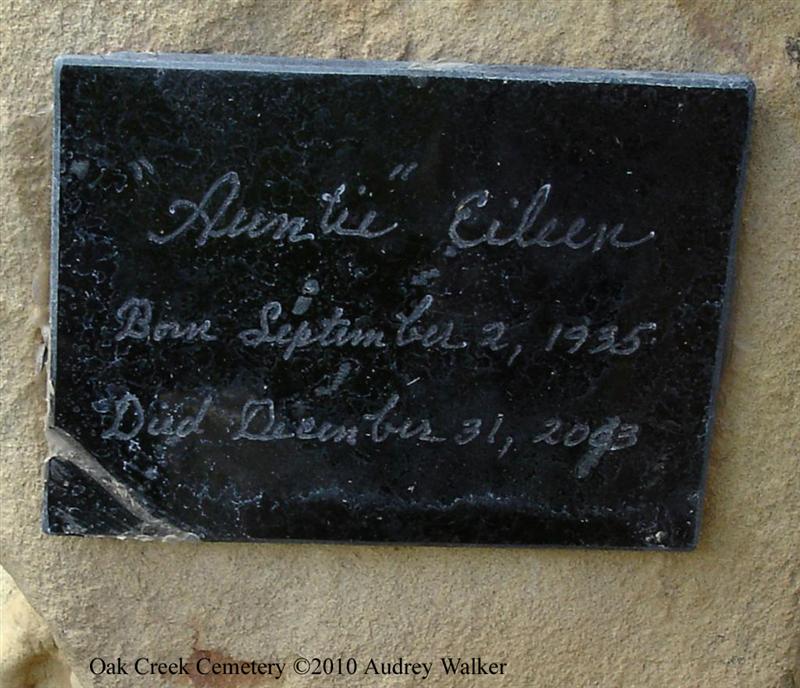 "Auntie" Eileen
Born September 2, 1935
Died December 31, 2003
Oak Creek Cemetery ©2010 Audrey Walker